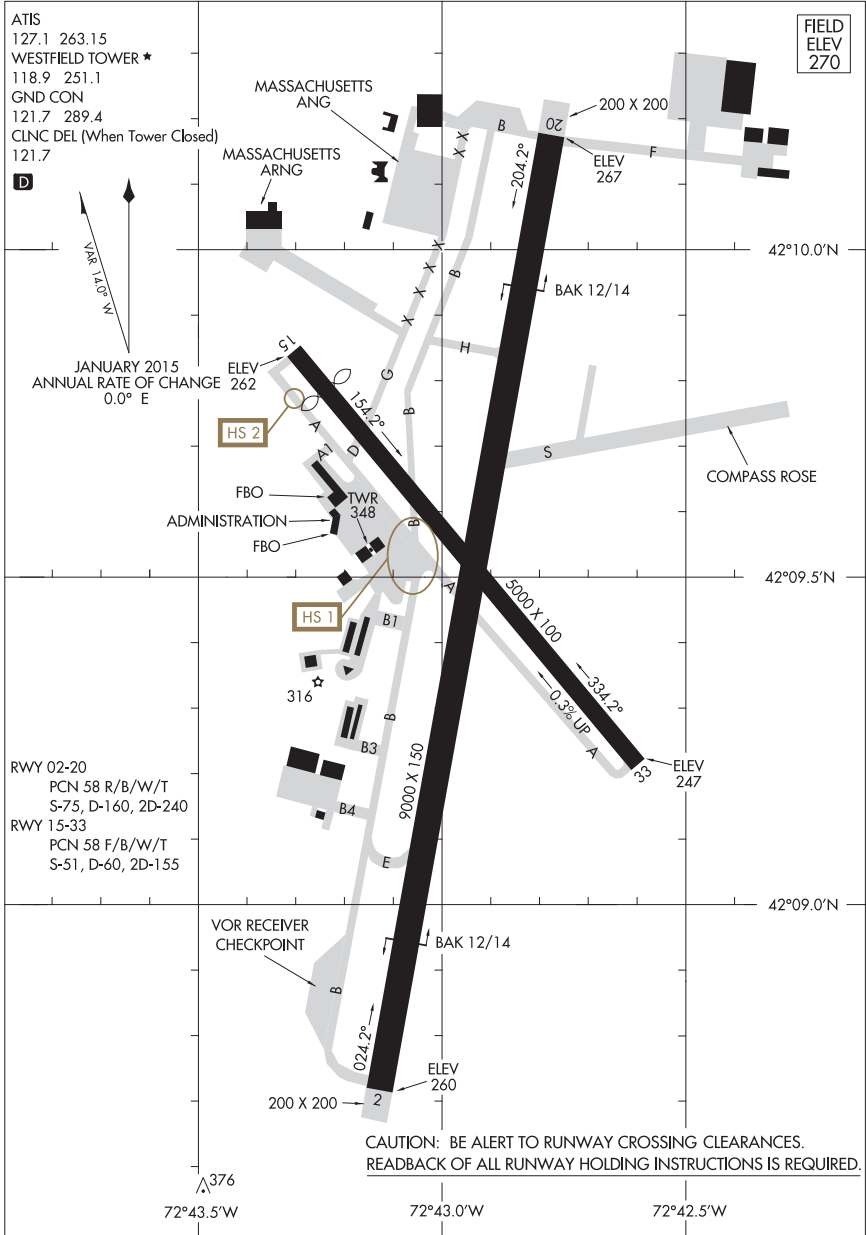 ATIS
127.1 263.15
WESTFIELD TOWER ★
118.9 251.1
GND CON
121.7 289.4
CLNC DEL (When Tower Closed)
121.7
D
FIELD
ELEV
270
MASSACHUSETTS
ANG
MASSACHUSETTS
ARNG
200 X 200
B
20
ELEV
267
F
X
X
204.2°
VAR 14.0° W
JANUARY 2015
ANNUAL RATE OF CHANGE
0.0° E
42°10.0'N
X
X
X
X
B
BAK 12/14
15
ELEV
262
H
G
HS 2
A
154.2°
B
A1
D
S
COMPASS ROSE
FBO
TWR
348
ADMINISTRATION
FBO
B
42°09.5'N
A
5000 X 100
HS 1
B1
316
334.2°
0.3% UP
A
B
B3
ELEV
247
33
9000 X 150
B4
E
RWY 02-20
PCN 58 R/B/W/T
S-75, D-160, 2D-240
RWY 15-33
PCN 58 F/B/W/T
S-51, D-60, 2D-155
42°09.0'N
VOR RECEIVER
CHECKPOINT
BAK 12/14
B
024.2°
ELEV
260
200 X 200
2
CAUTION: BE ALERT TO RUNWAY CROSSING CLEARANCES.
READBACK OF ALL RUNWAY HOLDING INSTRUCTIONS IS REQUIRED.
376
72°43.5'W
72°43.0'W
72°42.5'W